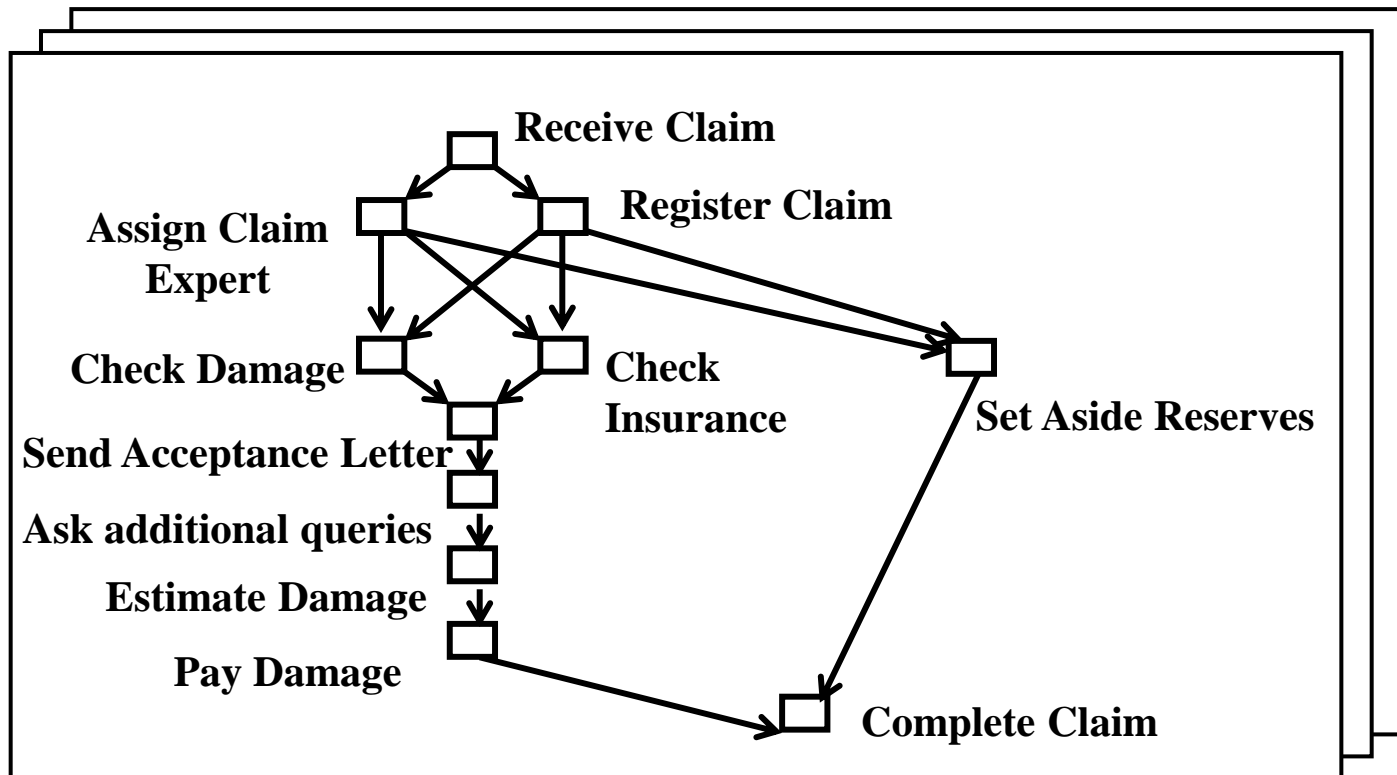 Receive Claim
Register Claim
Assign Claim
Expert
Check Damage
Check
Insurance
Set Aside Reserves
Send Acceptance Letter
Ask additional queries
Estimate Damage
Pay Damage
Complete Claim